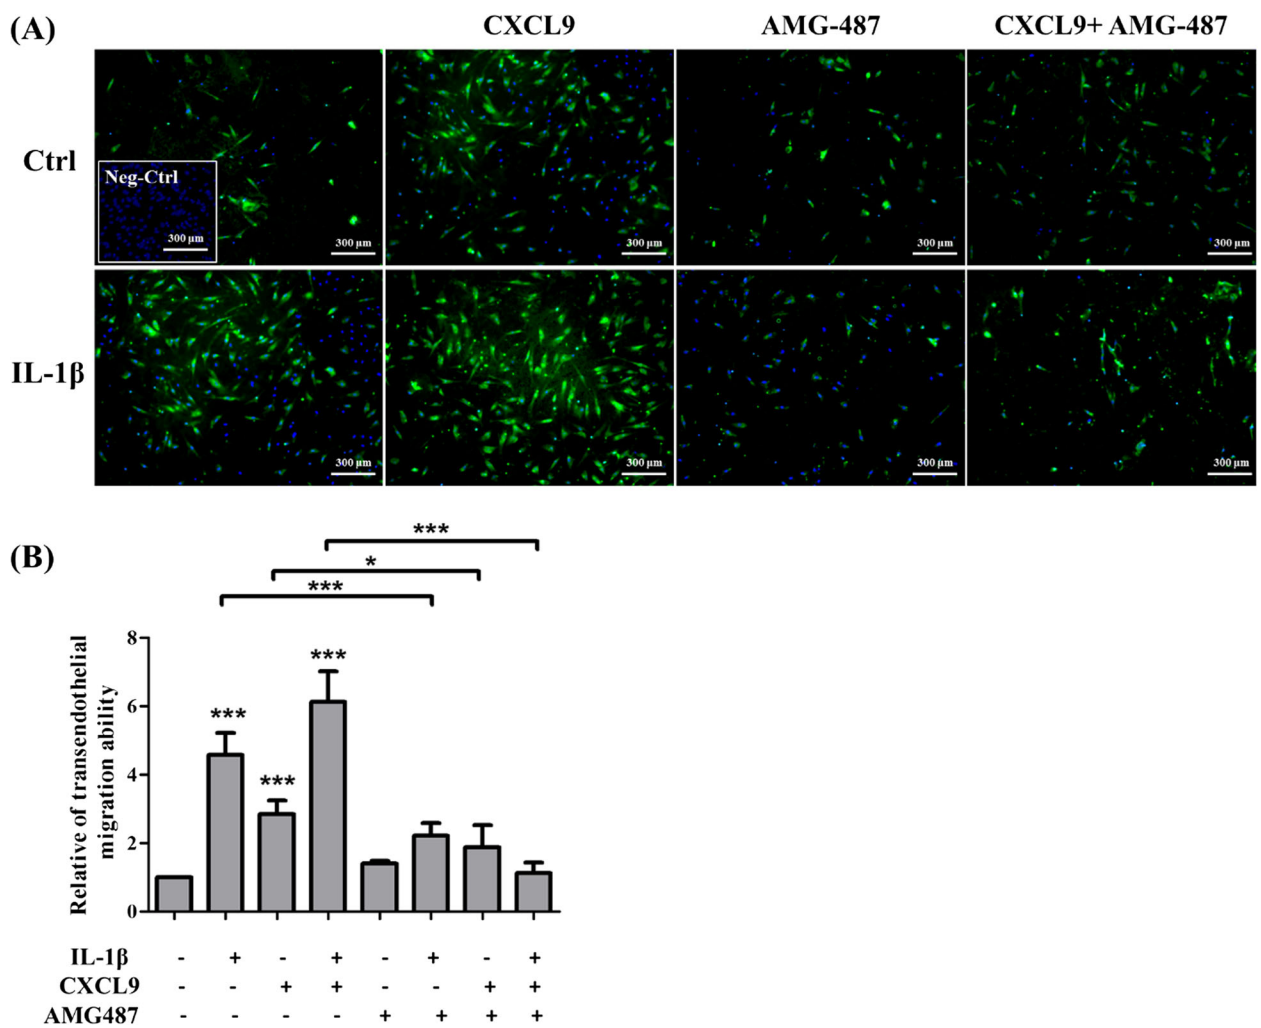 (A)
CXCL9 AMG-487 CXCL9+ AMG-487
Ctrl
Neg-Ctrl
300 µm
300 µm 300 µm 300 µm 300 µm
IL-1β
300 µm 300 µm 300 µm 300 µm
(B)
***
*
***
Relative of transendothelial
migration ability
8
6
4
2
0
***
***
***
IL-1β - + - + - + - +
CXCL9 - - + + - - + +
AMG487 - - - - + + + +